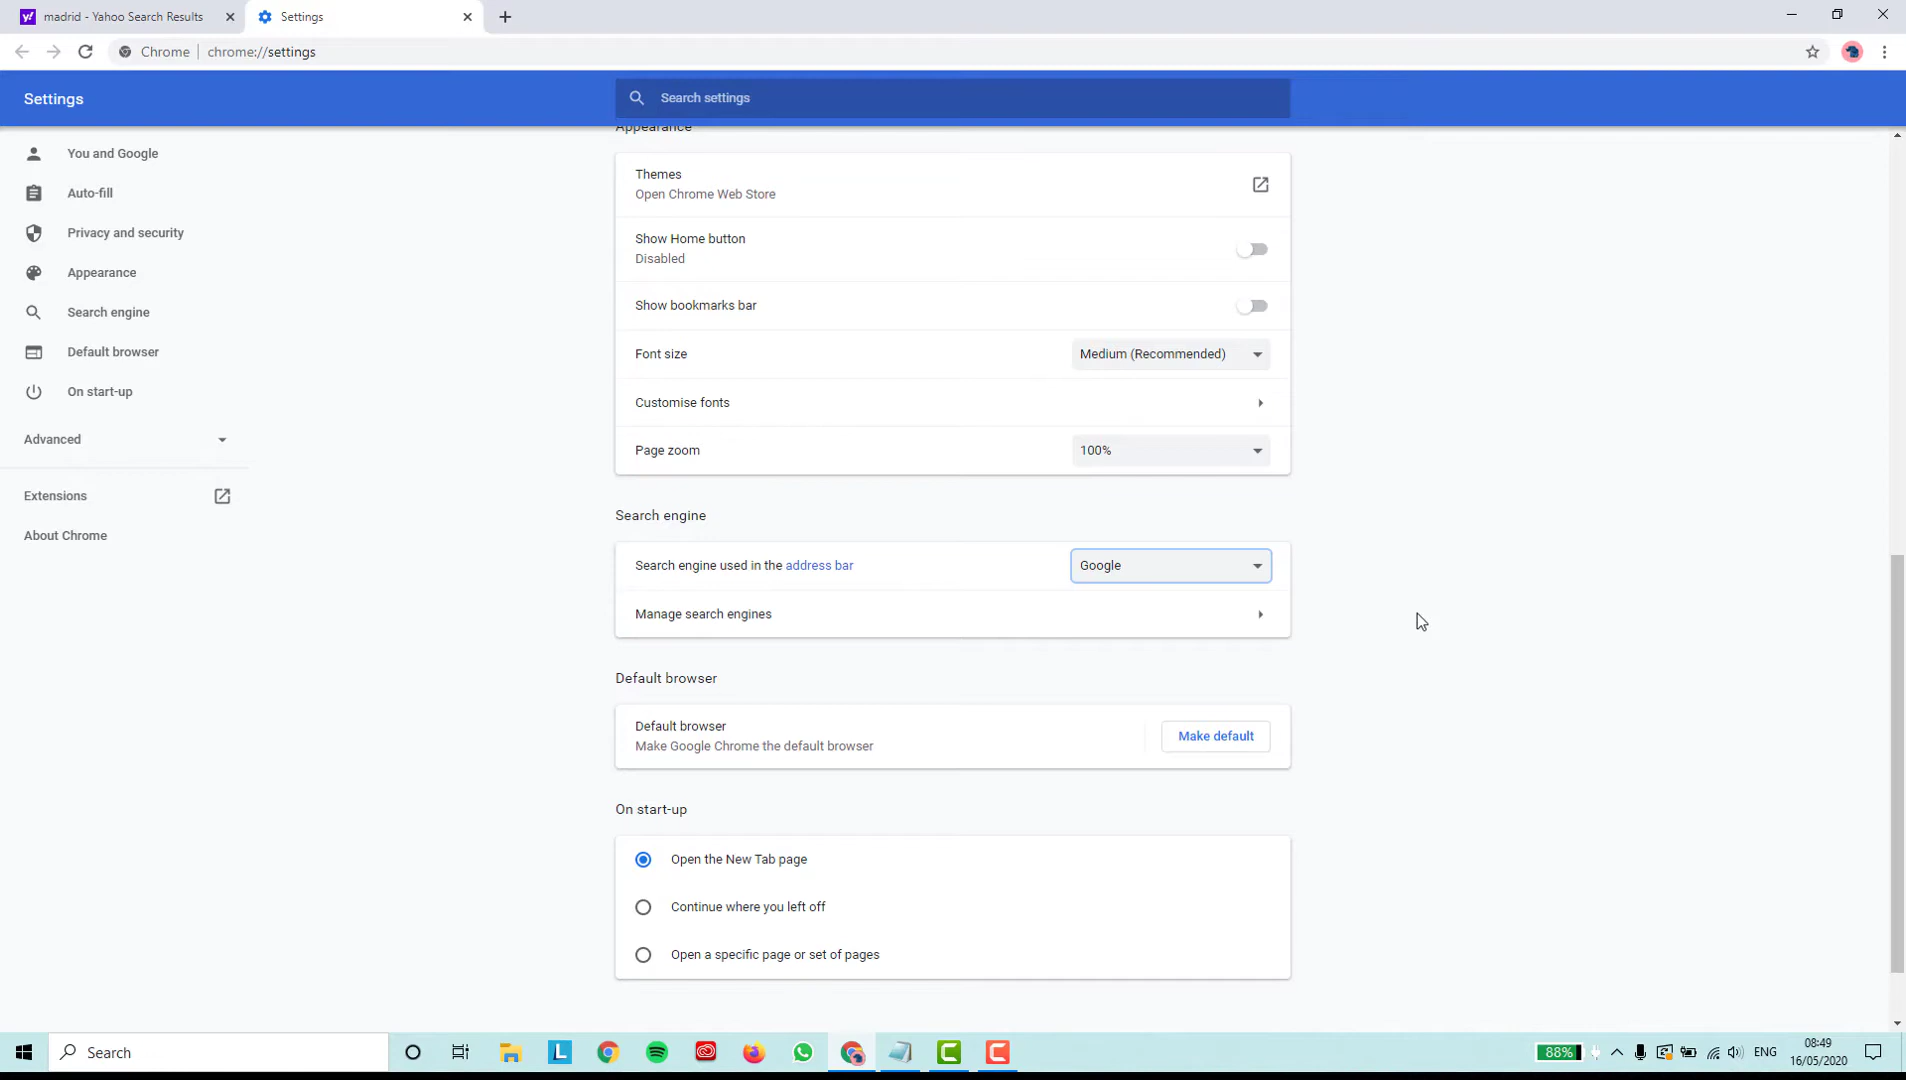 madrid - Yahoo Search Results
Settings
Chrome
chrome://settings
Settings
Search settings
You and Google
Auto-fill
Privacy and security
Appearance
Search engine
Default browser
On start-up
Advanced
Extensions
About Chrome
Appearance
Themes
Open Chrome Web Store
Show Home button
Disabled
Show bookmarks bar
Font size
Medium (Recommended)
Customise fonts
Page zoom
100%
Search engine
Search engine used in the address bar
Google
Manage search engines
Default browser
Default browser
Make Google Chrome the default browser
Make default
On start-up
Open the New Tab page
Continue where you left off
Open a specific page or set of pages
Search
88%
ENG
08:49
16/05/2020